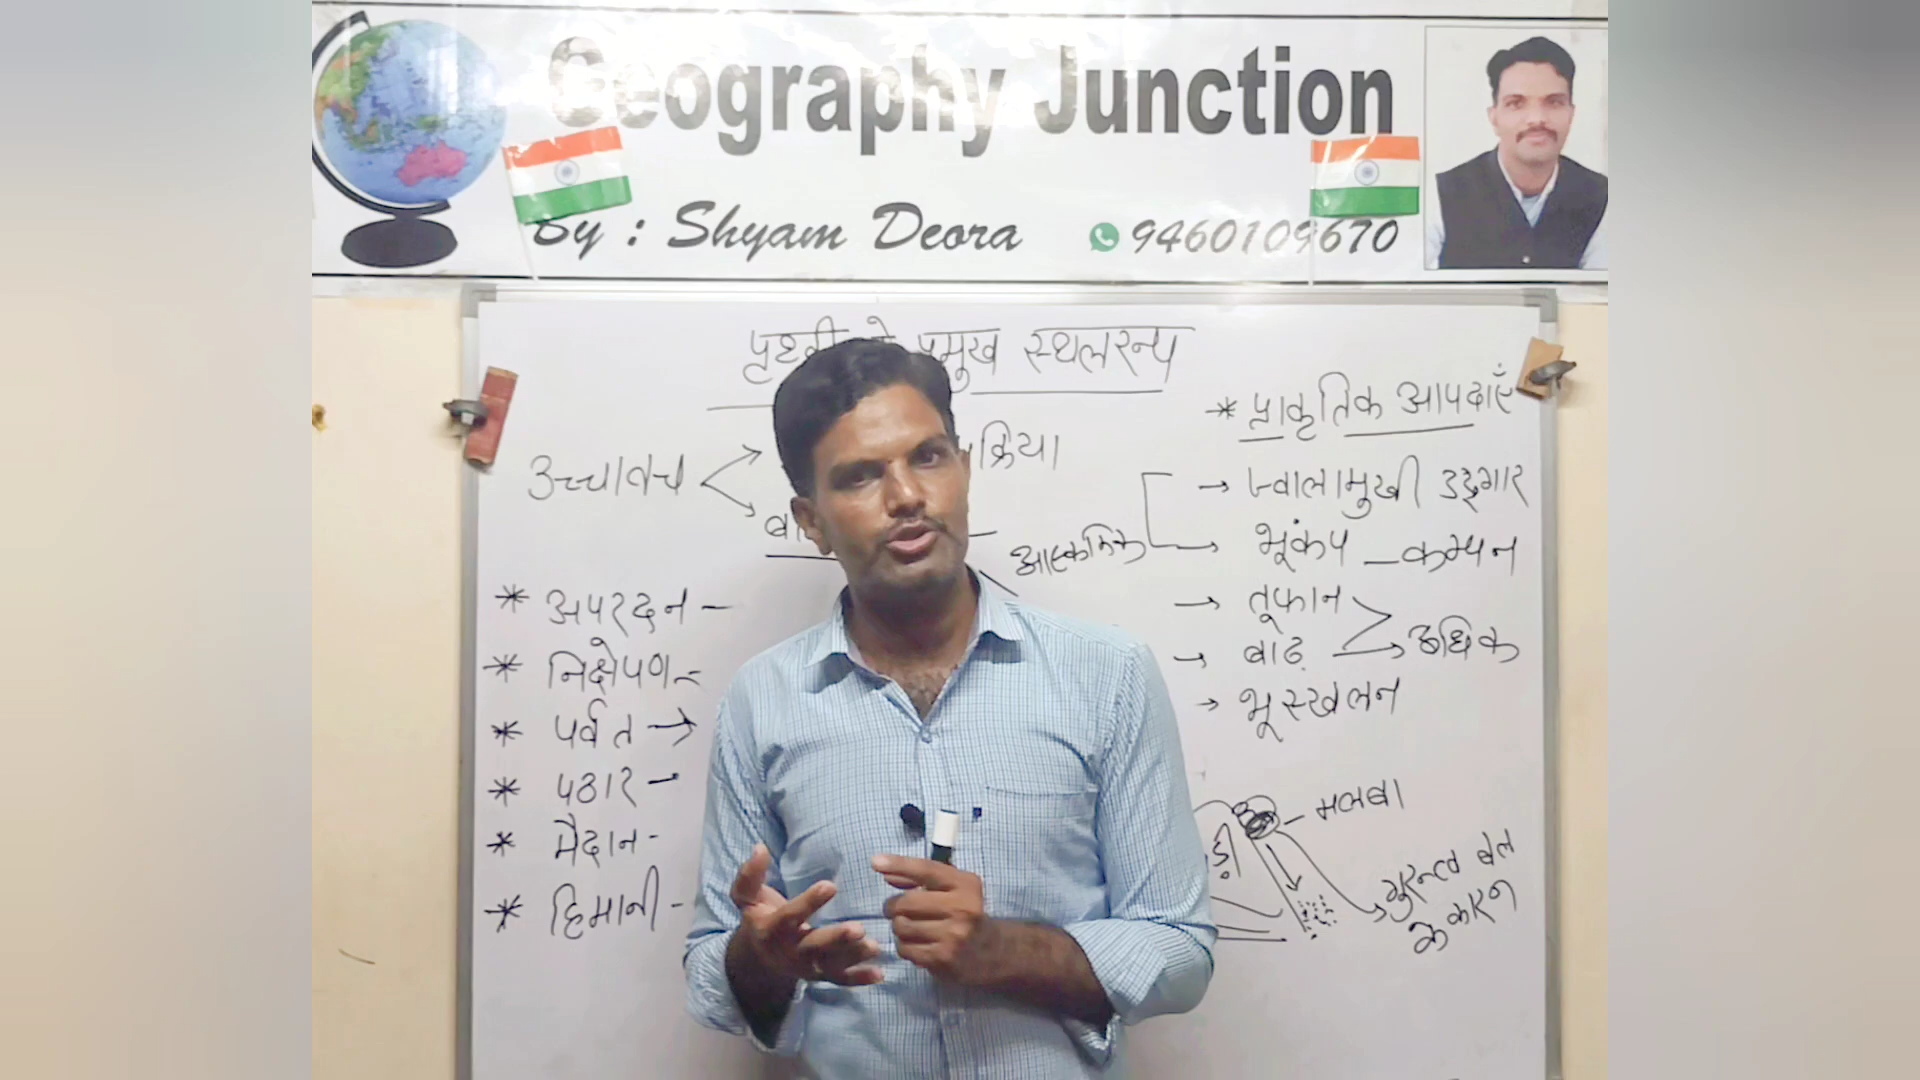 Geography Junction
By : Shyam Deora 9460109670
पृथ्वी प्रमुख स्थलरूप
* प्राकृतिक आपदाएँ
उच्चावच
क्रिया
→ ज्वालामुखी उद्गार
आकस्मिक
→ भूकंप - कम्पन
→ तूफान
→ बाढ़ → अधिक
→ भूस्खलन
* अपरदन -
* निक्षेपण -
* पर्वत →
* पठार -
* मैदान -
* हिमानी -
- मलबा
गुरुत्व बल
के कारण